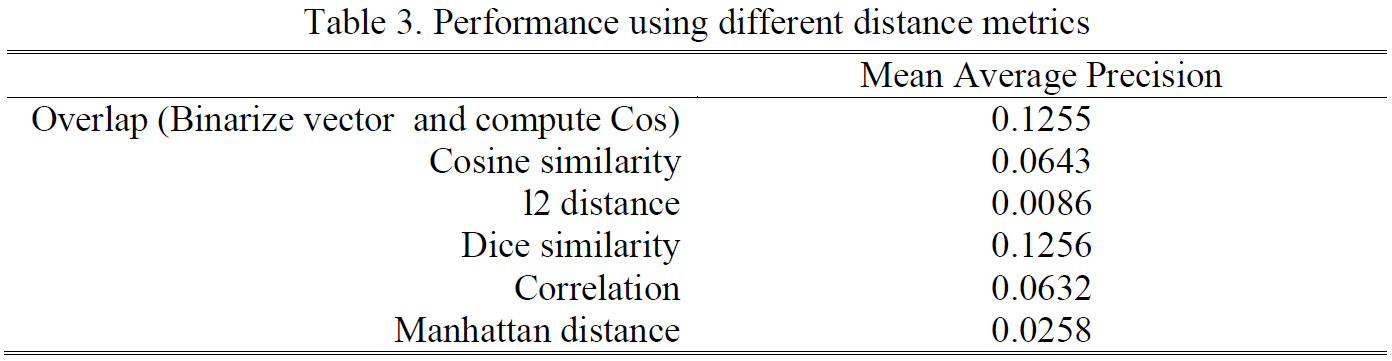 Table 3. Performance using different distance metrics
Mean Average Precision
Overlap (Binarize vector and compute Cos) 0.1255
Cosine similarity 0.0643
l2 distance 0.0086
Dice similarity 0.1256
Correlation 0.0632
Manhattan distance 0.0258